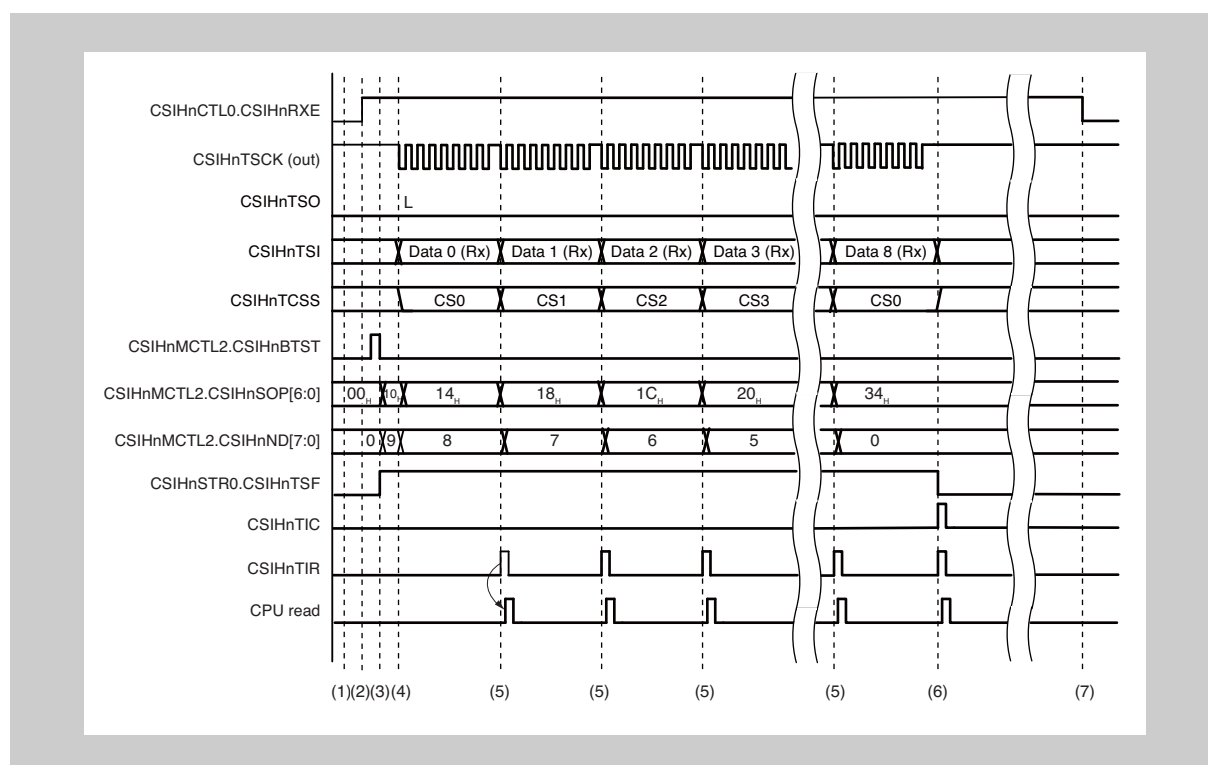 CSIHnCTL0.CSIHnRXE
CSIHnTSCK (out)
CSIHnTSO L
CSIHnTSI Data 0 (Rx) Data 1 (Rx) Data 2 (Rx) Data 3 (Rx) Data 8 (Rx)
CSIHnTCSS CS0 CS1 CS2 CS3 CS0
CSIHnMCTL2.CSIHnBTST
CSIHnMCTL2.CSIHnSOP[6:0] 00H 10H 14H 18H 1CH 20H 34H
CSIHnMCTL2.CSIHnND[7:0] 0 9 8 7 6 5 0
CSIHnSTR0.CSIHnTSF
CSIHnTIC
CSIHnTIR
CPU read
(1)(2)(3)(4) (5) (5) (5) (5) (6) (7)